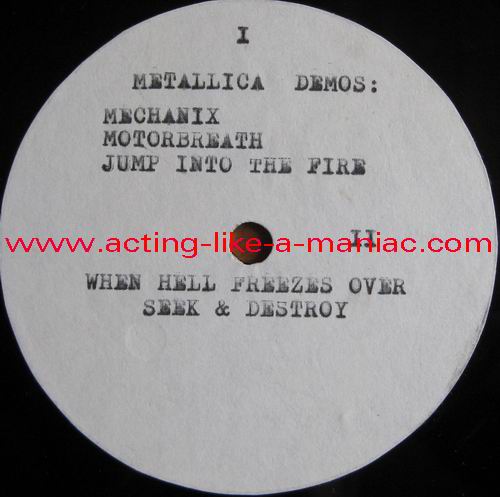 I
METALLICA DEMOS:
MECHANIX
MOTORBREATH
JUMP INTO THE FIRE
II
www.acting-like-a-maniac.com
WHEN HELL FREEZES OVER
SEEK & DESTROY